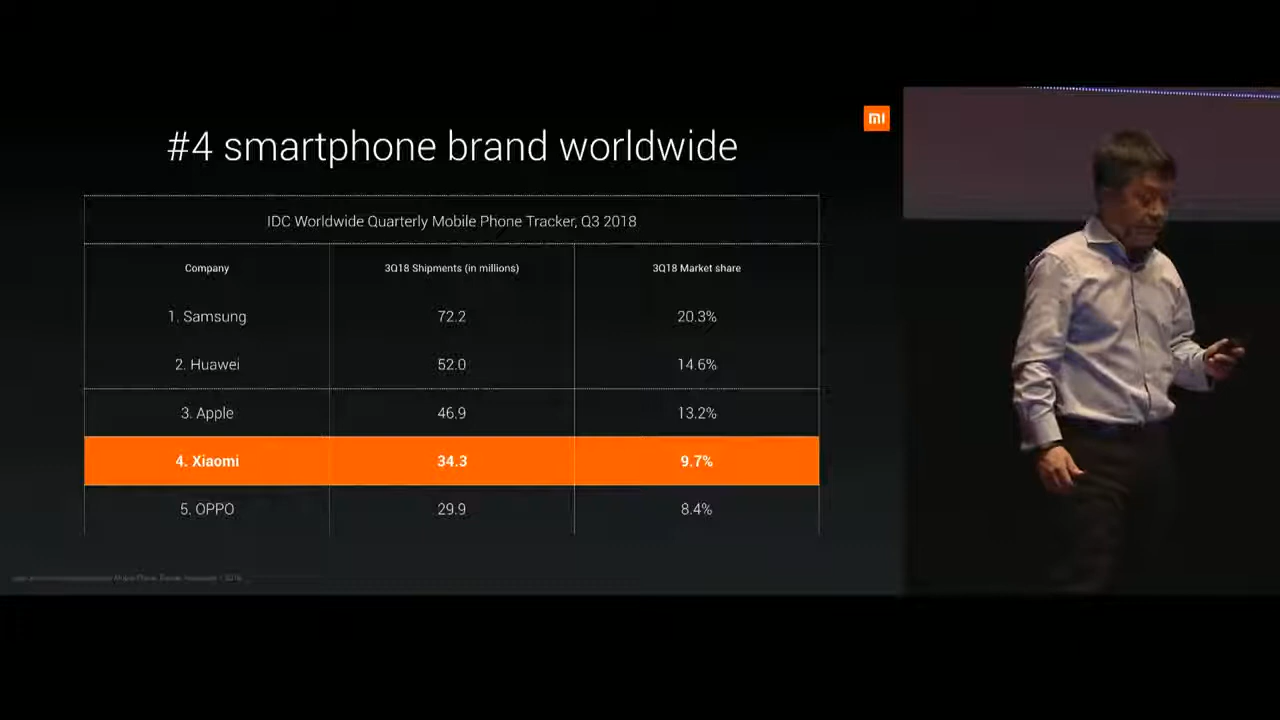 mi
#4 smartphone brand worldwide
IDC Worldwide Quarterly Mobile Phone Tracker, Q3 2018
Company 3Q18 Shipments (in millions) 3Q18 Market share
1. Samsung 72.2 20.3%
2. Huawei 52.0 14.6%
3. Apple 46.9 13.2%
4. Xiaomi 34.3 9.7%
5. OPPO 29.9 8.4%